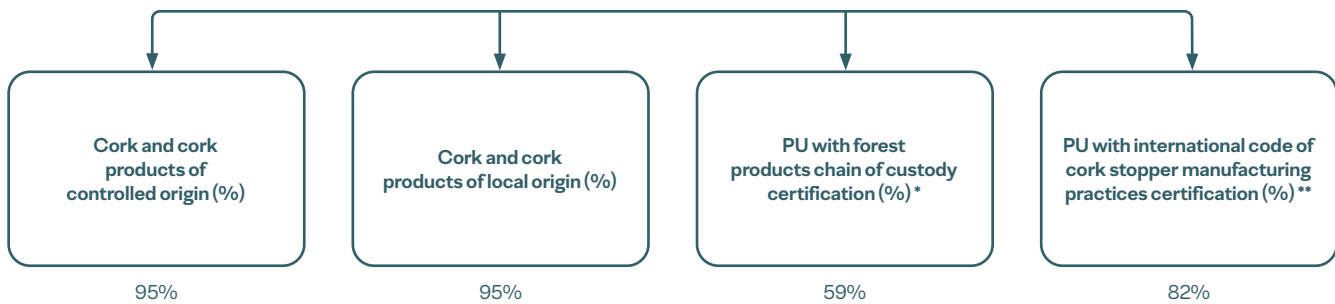 Cork and cork
products of
controlled origin (%)
Cork and cork
products of local origin (%)
PU with forest
products chain of custody
certification (%) *
PU with international code of
cork stopper manufacturing
practices certification (%) **
95%
95%
59%
82%